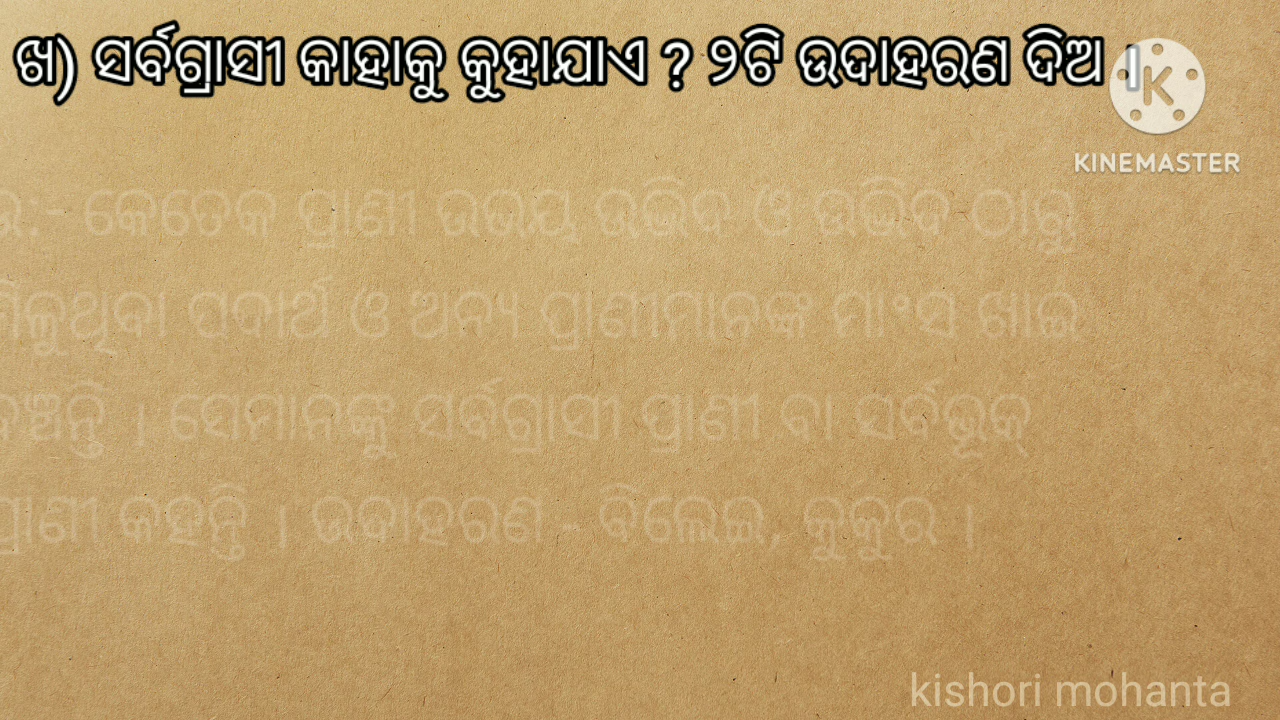 ଖ) ସର୍ବଗ୍ରାସୀ କାହାକୁ କୁହାଯାଏ ? ୨ଟି ଉଦାହରଣ ଦିଅ ।
KINEMASTER
କେତେକ ପ୍ରାଣୀ ଉଭୟ ଉଦ୍ଭିଦ ଓ ଉଦ୍ଭିଦ ଠାରୁ
ମିଳୁଥିବା ପଦାର୍ଥ ଓ ଅନ୍ୟ ପ୍ରାଣୀମାନଙ୍କ ମାଂସ ଖାଇ
ବଞ୍ଚନ୍ତି । ସେମାନଙ୍କୁ ସର୍ବଗ୍ରାସୀ ପ୍ରାଣୀ ବା ସର୍ବଭୂକ୍
ପ୍ରାଣୀ କହନ୍ତି । ଉଦାହରଣ - ବିଲେଇ, କୁକୁର ।
kishori mohanta